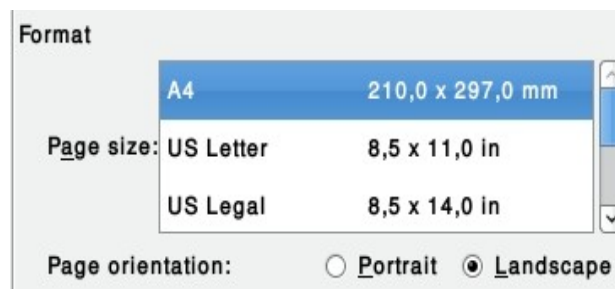 Format
A4 210,0 x 297,0 mm
Page size: US Letter 8,5 x 11,0 in
US Legal 8,5 x 14,0 in
Page orientation: Portrait Landscape